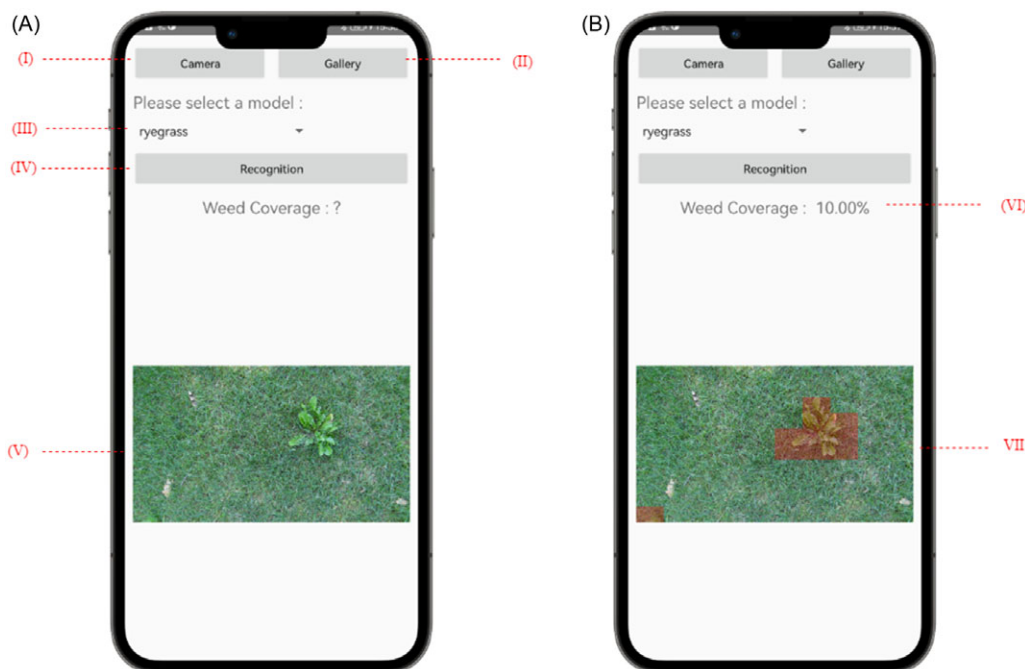 (A)
(B)
(I)
Camera
Gallery
(II)
Camera
Gallery
Please select a model :
Please select a model :
(III)
ryegrass
ryegrass
(IV)
Recognition
Recognition
Weed Coverage : ?
Weed Coverage : 10.00%
(VI)
(V)
VII